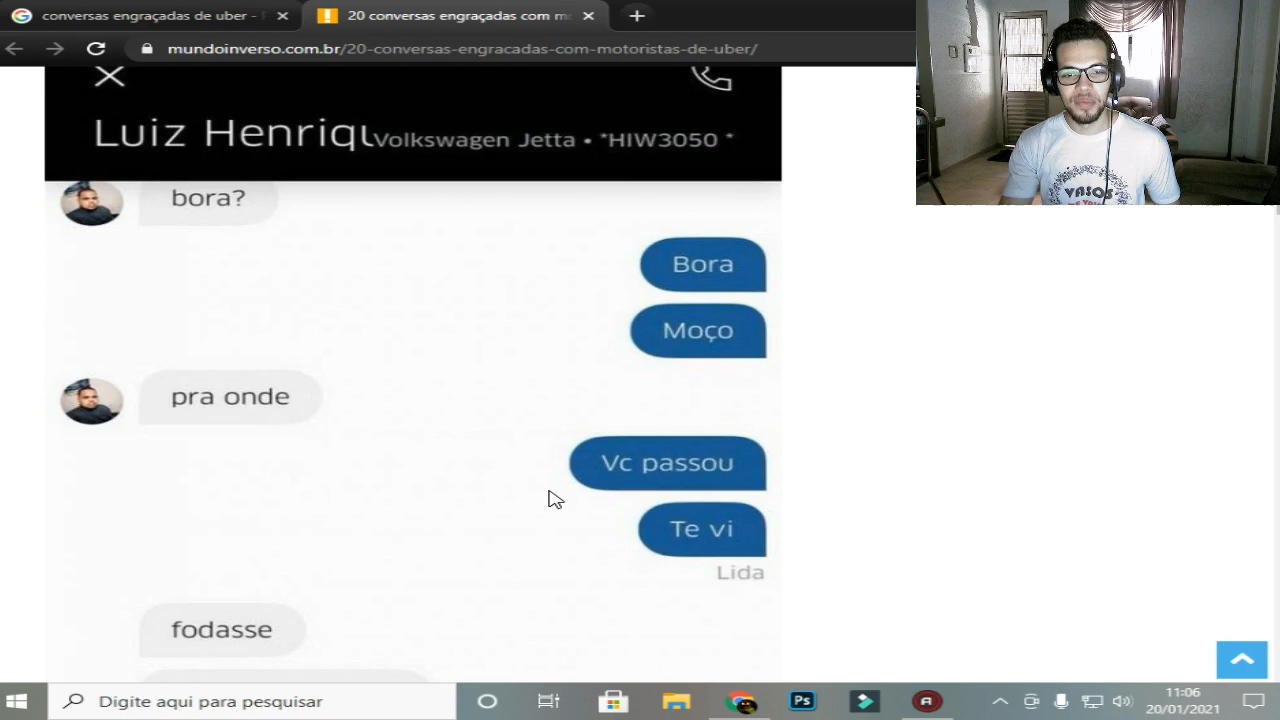 conversas engraçadas de uber -
20 conversas engraçadas com m
mundoinverso.com.br/20-conversas-engracadas-com-motoristas-de-uber/
Luiz Henriqu
Volkswagen Jetta • *HIW3050 *
bora?
Bora
Moço
pra onde
Vc passou
Te vi
Lida
fodasse
VASOS
Digite aqui para pesquisar
Ps
11:06
20/01/2021